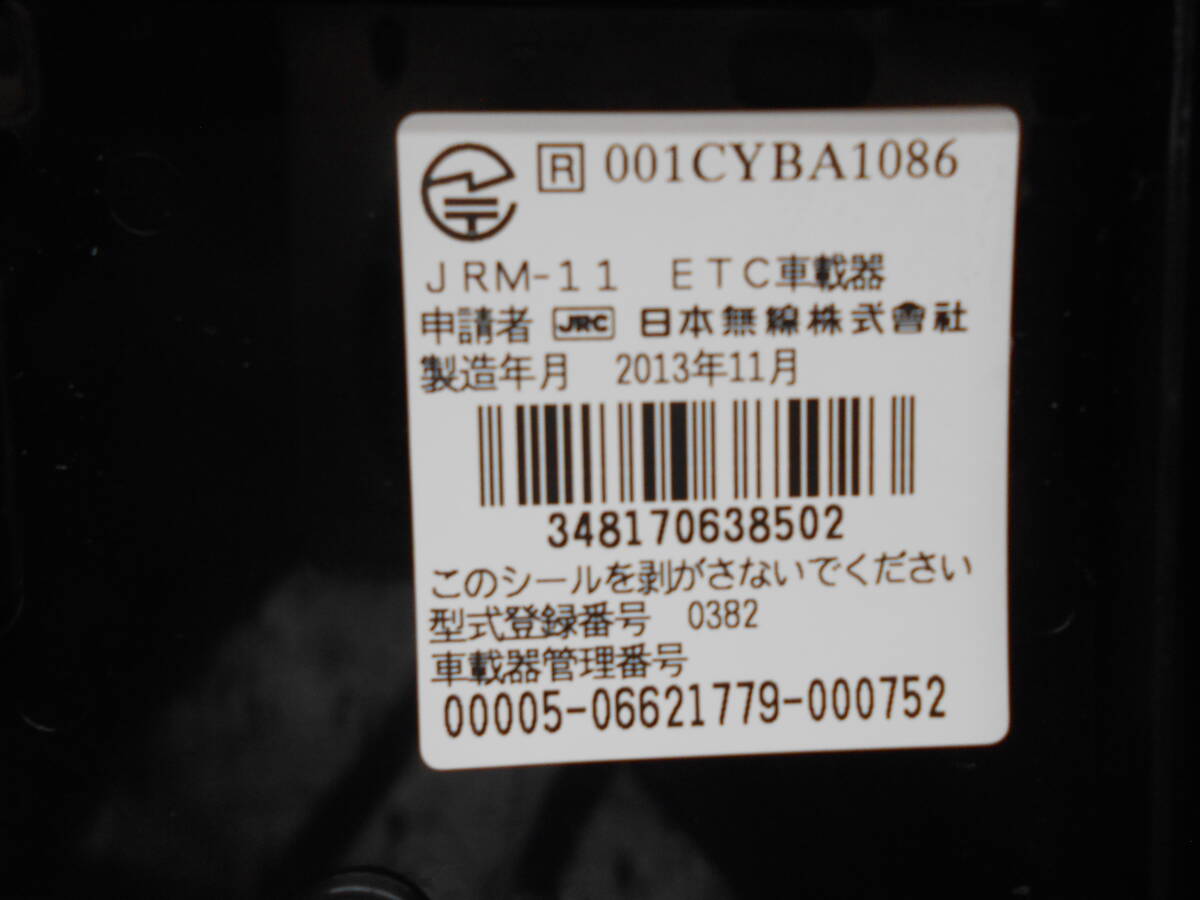 R 001CYBA1086
JRM-11 ETC車載器
申請者 JRC 日本無線株式會社
製造年月 2013年11月
348170638502
このシールを剥がさないでください
型式登録番号 0382
車載器管理番号
00005-06621779-000752